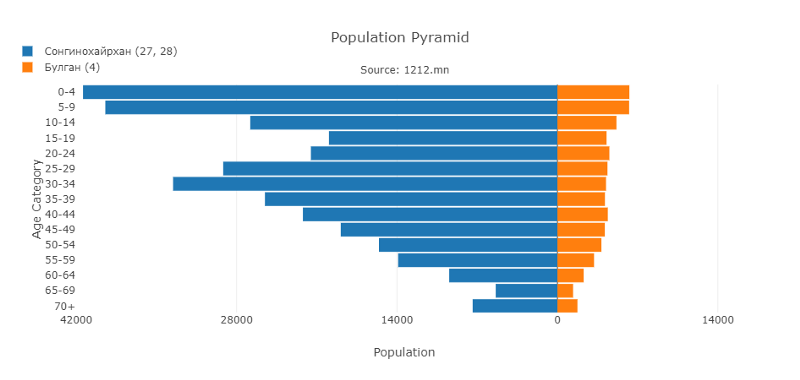 Population Pyramid
Сонгинохайрхан (27, 28)
Булган (4)
Source: 1212.mn
Age Category
0-4
5-9
10-14
15-19
20-24
25-29
30-34
35-39
40-44
45-49
50-54
55-59
60-64
65-69
70+
42000 28000 14000 0 14000
Population